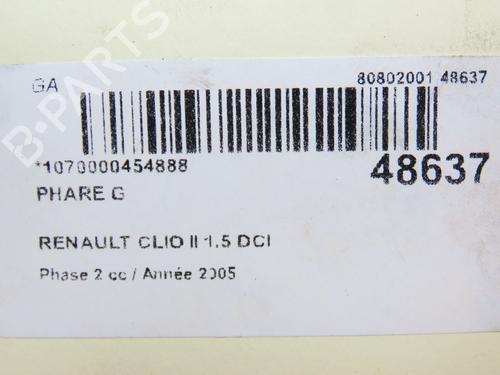 GA 80802001 48637
*1070000454888 48637
PHARE G
RENAULT CLIO II 1.5 DCI
Phase 2 cc / Année 2005
B-PARTS